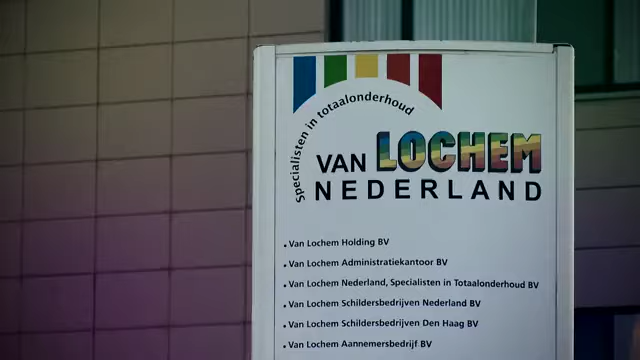 Specialisten in totaalonderhoud
VAN LOCHEM
NEDERLAND
• Van Lochem Holding BV
• Van Lochem Administratiekantoor BV
• Van Lochem Nederland, Specialisten in Totaalonderhoud BV
• Van Lochem Schildersbedrijven Nederland BV
• Van Lochem Schildersbedrijven Den Haag BV
• Van Lochem Aannemersbedrijf BV